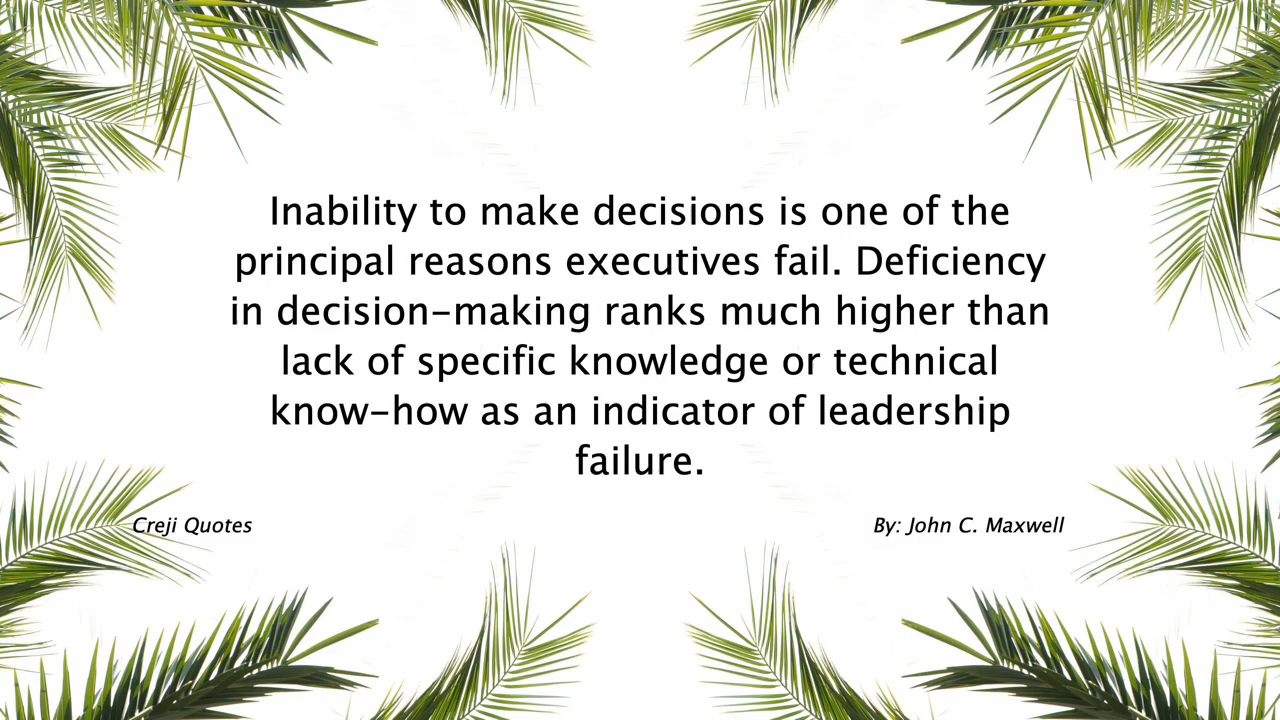 Inability to make decisions is one of the
principal reasons executives fail. Deficiency
in decision-making ranks much higher than
lack of specific knowledge or technical
know-how as an indicator of leadership
failure.
Creji Quotes
By: John C. Maxwell